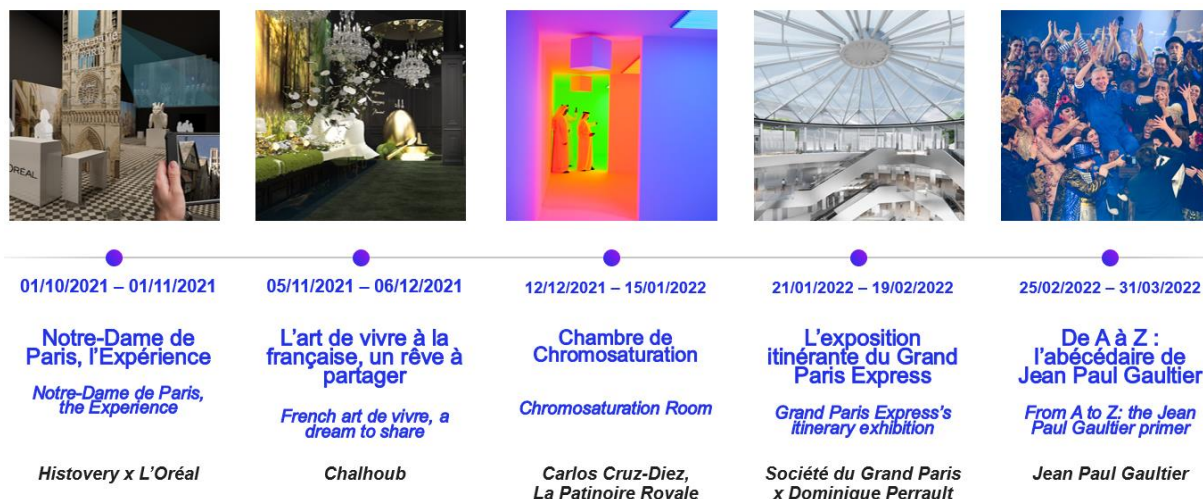 ORÉAL
01/10/2021 – 01/11/2021
Notre-Dame de
Paris, l'Expérience
Notre-Dame de Paris,
the Experience
Histovery x L'Oréal
05/11/2021 – 06/12/2021
L'art de vivre à la
française, un rêve à
partager
French art de vivre, a
dream to share
Chalhoub
12/12/2021 – 15/01/2022
Chambre de
Chromosaturation
Chromosaturation Room
Carlos Cruz-Diez,
La Patinoire Royale
21/01/2022 – 19/02/2022
L'exposition
itinérante du Grand
Paris Express
Grand Paris Express's
itinerary exhibition
Société du Grand Paris
x Dominique Perrault
25/02/2022 – 31/03/2022
De A à Z :
l'abécédaire de
Jean Paul Gaultier
From A to Z: the Jean
Paul Gaultier primer
Jean Paul Gaultier